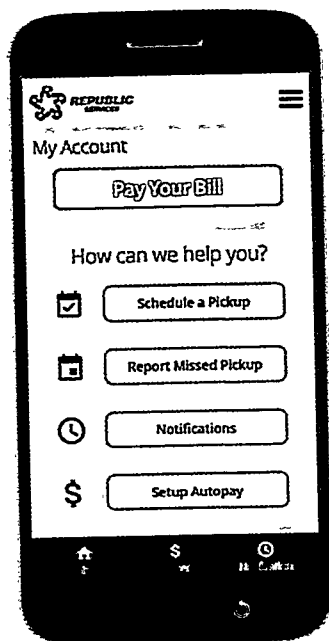 REPUBLIC
SERVICES
My Account
Pay Your Bill
How can we help you?
Schedule a Pickup
Report Missed Pickup
Notifications
$ Setup Autopay
$